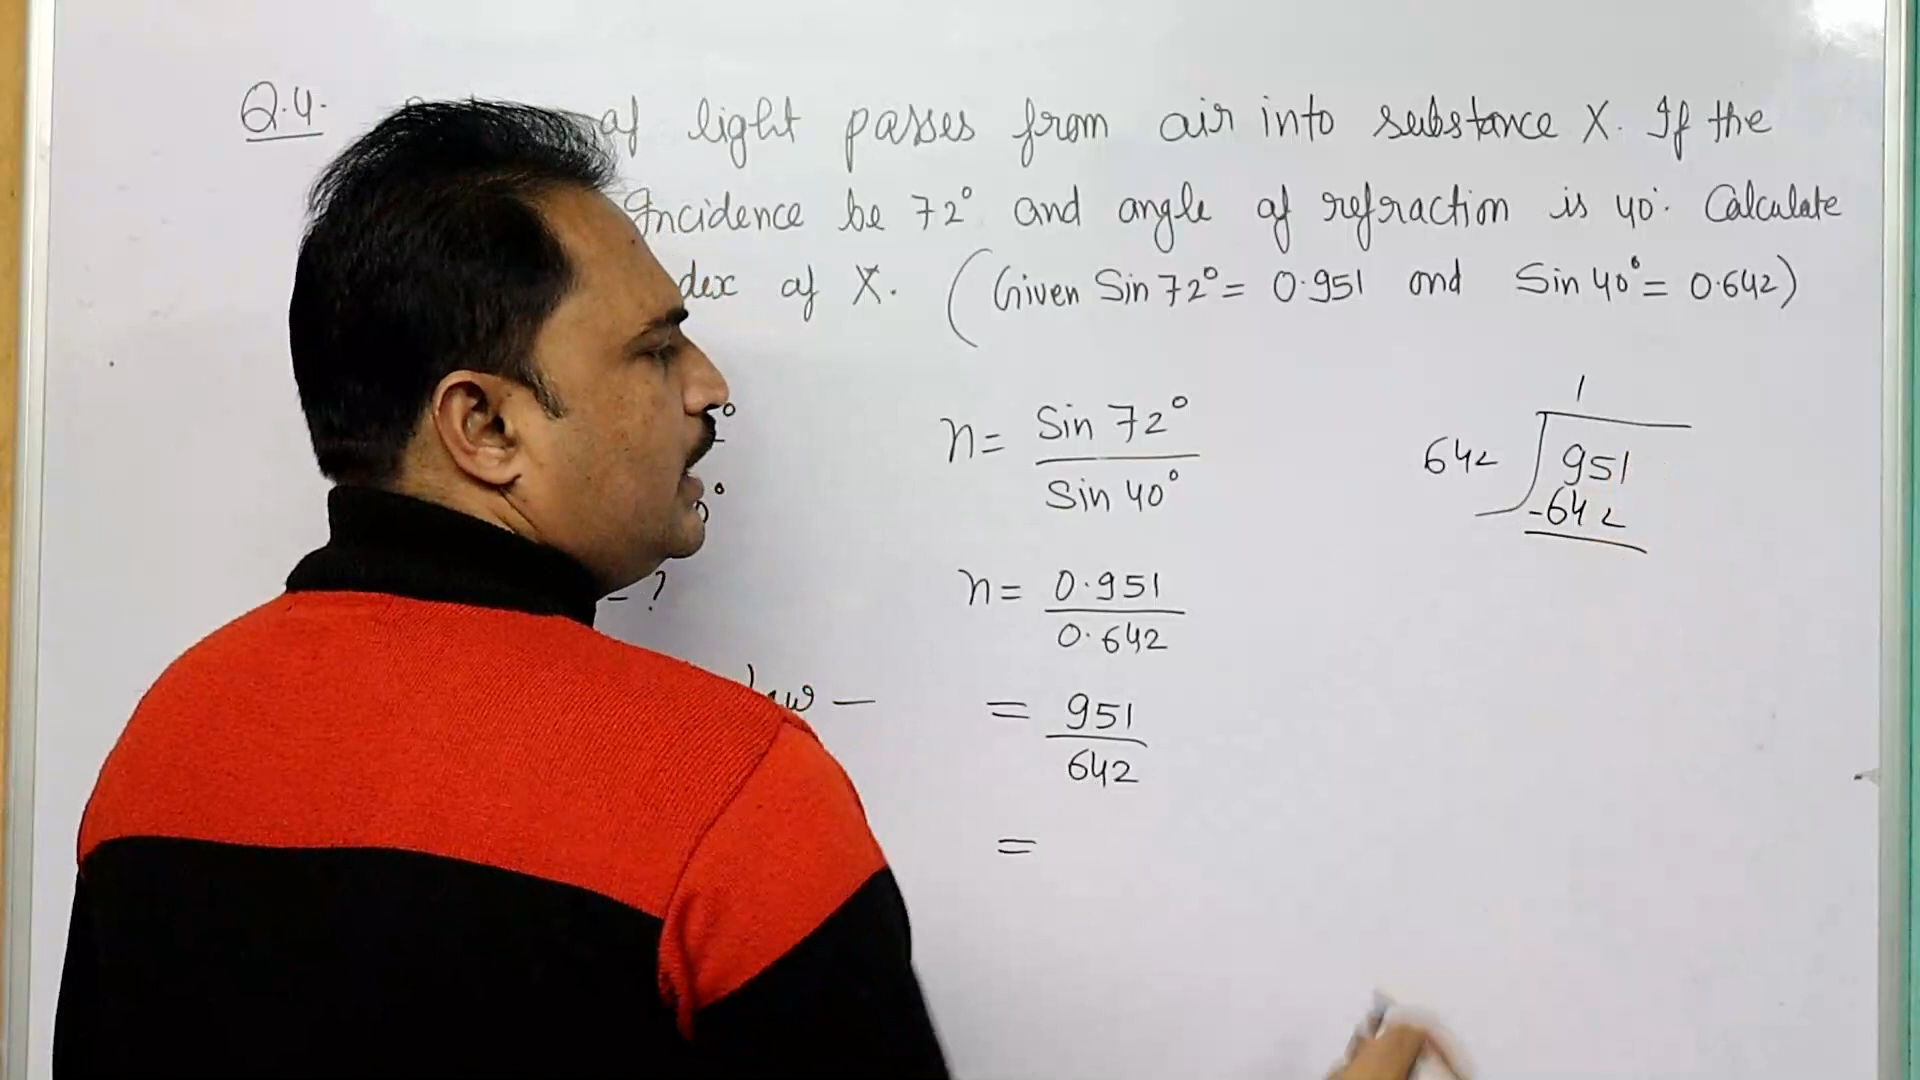 Q.4. of light passes from air into substance X. If the
Incidence be 72° and angle of refraction is 40°. Calculate
dex of X. (Given Sin 72° = 0.951 and Sin 40° = 0.642)
n = Sin 72° / Sin 40°
n = 0.951 / 0.642
= 951 / 642
=
1
642 951
-642
= ?
Law —